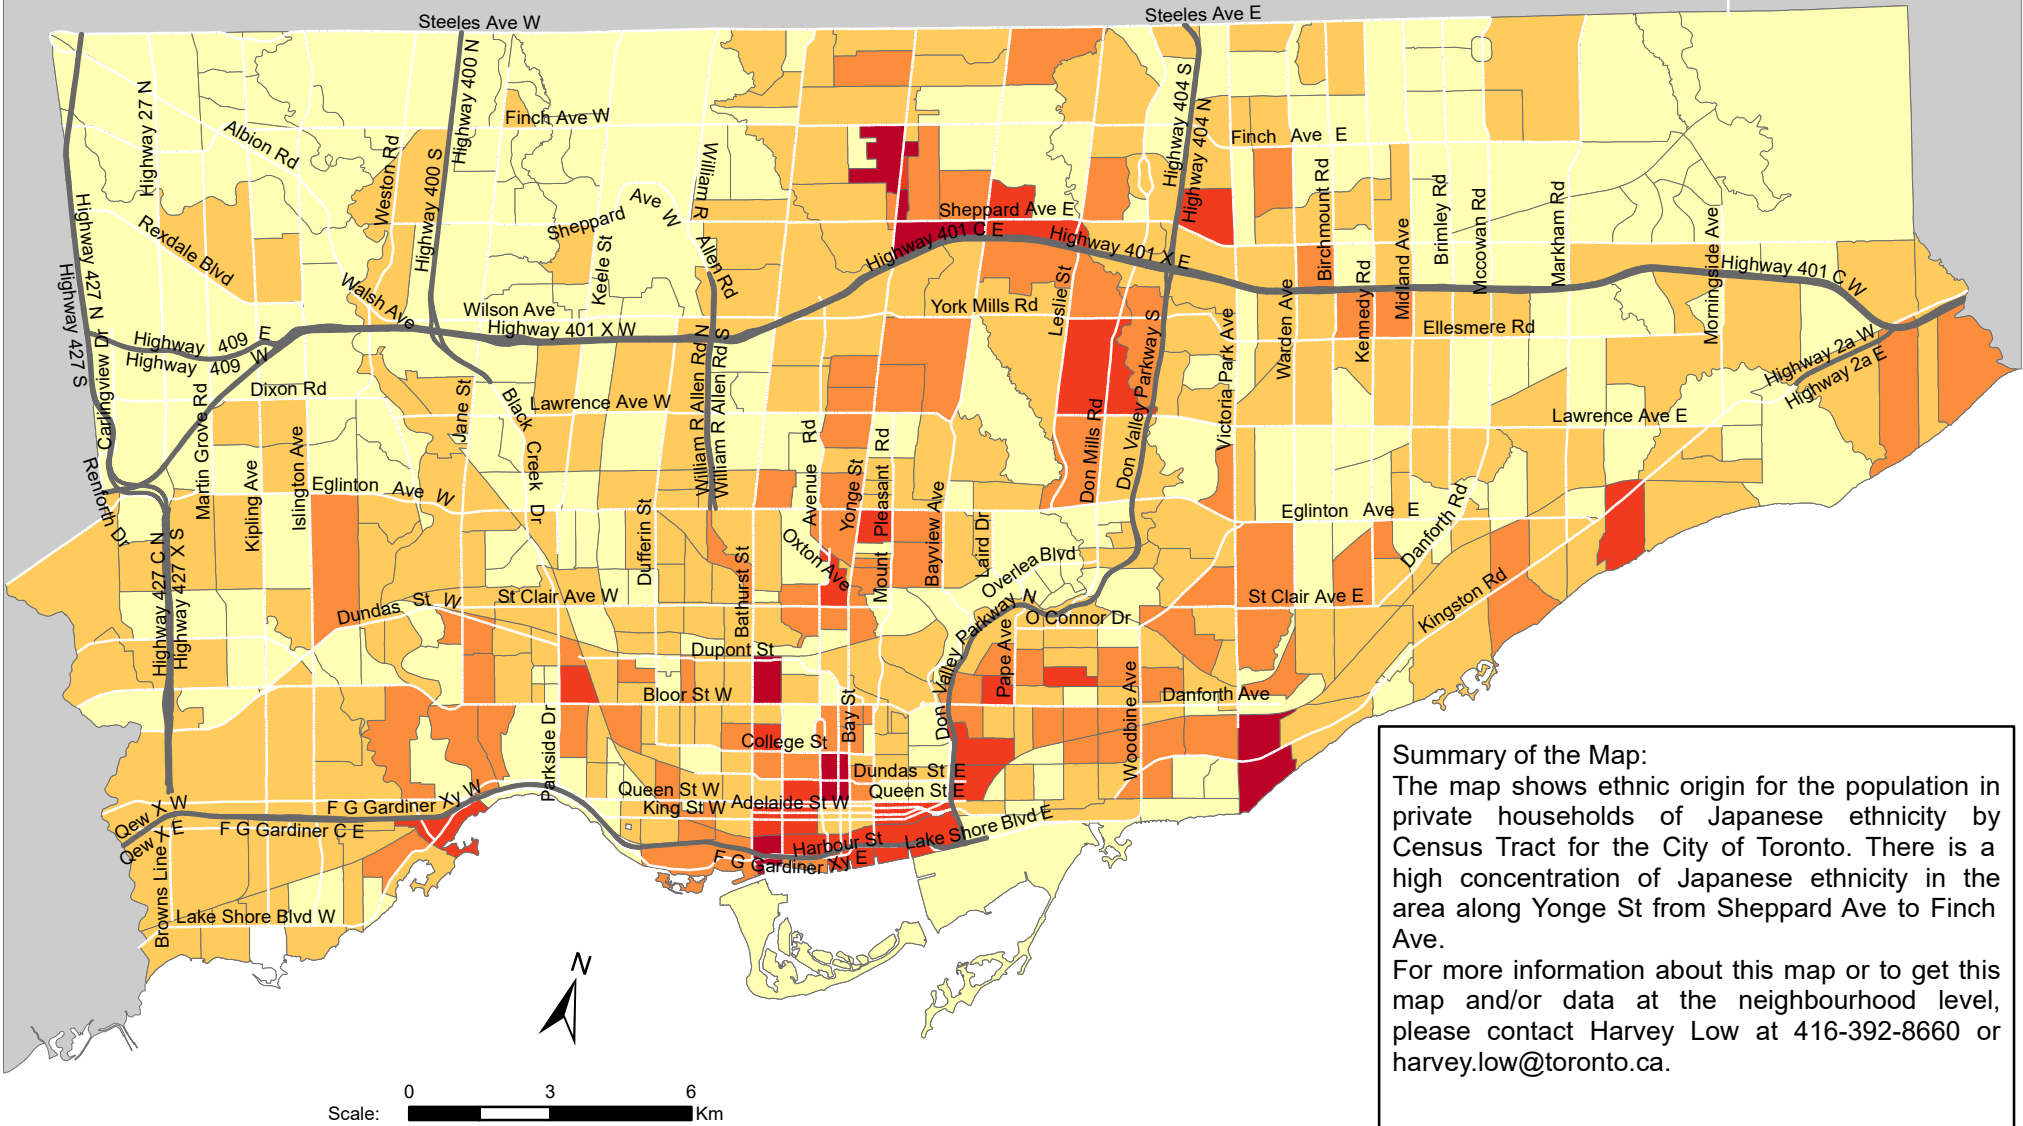 Steeles Ave W
Steeles Ave E
Highway 400 N
Highway 404 S
Highway 27 N
Finch Ave W
Albion Rd
Weston Rd
Highway 404 N
Finch Ave E
William R
Allen Rd
Highway 400 S
Birchmount Rd
Brimley Rd
Mccowan Rd
Markham Rd
Morningside Ave
Midland Ave
Highway 427 N
Rexdale Blvd
Sheppard Ave W
Keele St
Sheppard Ave E
Highway 401 C E
Highway 401 X E
Highway 401 C W
Highway 427 S
Walsh Ave
Wilson Ave
Leslie St
York Mills Rd
Kennedy Rd
Warden Ave
Ellesmere Rd
Highway 401 X W
Highway 409 E
Highway 409 W
Carlingview Dr
Dixon Rd
Martin Grove Rd
Jane St
Black Creek Dr
William R Allen Rd N
William R Allen Rd S
Don Valley Parkway S
Victoria Park Ave
Highway 2a W
Highway 2a E
Lawrence Ave W
Lawrence Ave E
Renforth Dr
Kipling Ave
Islington Ave
Eglinton Ave W
Dufferin St
Avenue Rd
Yonge St
Mount Pleasant Rd
Bayview Ave
Laird Dr
Don Mills Rd
Eglinton Ave E
Danforth Rd
Highway 427 C N
Highway 427 X S
Oxton Ave
Overlea Blvd
Bathurst St
Dundas St W
St Clair Ave W
St Clair Ave E
Kingston Rd
Don Valley Parkway N
O Connor Dr
Pape Ave
Dupont St
Bloor St W
Danforth Ave
Woodbine Ave
Bay St
Parkside Dr
College St
Dundas St E
Queen St W
Queen St E
King St W
Adelaide St W
Qew X W
Qew X E
F G Gardiner Xy W
F G Gardiner C E
Harbour St
Lake Shore Blvd E
F G Gardiner Xy E
Browns Line
Lake Shore Blvd W
N
Scale:
0 3 6
Km
Summary of the Map:
The map shows ethnic origin for the population in
private households of Japanese ethnicity by
Census Tract for the City of Toronto. There is a
high concentration of Japanese ethnicity in the
area along Yonge St from Sheppard Ave to Finch
Ave.
For more information about this map or to get this
map and/or data at the neighbourhood level,
please contact Harvey Low at 416-392-8660 or
harvey.low@toronto.ca.